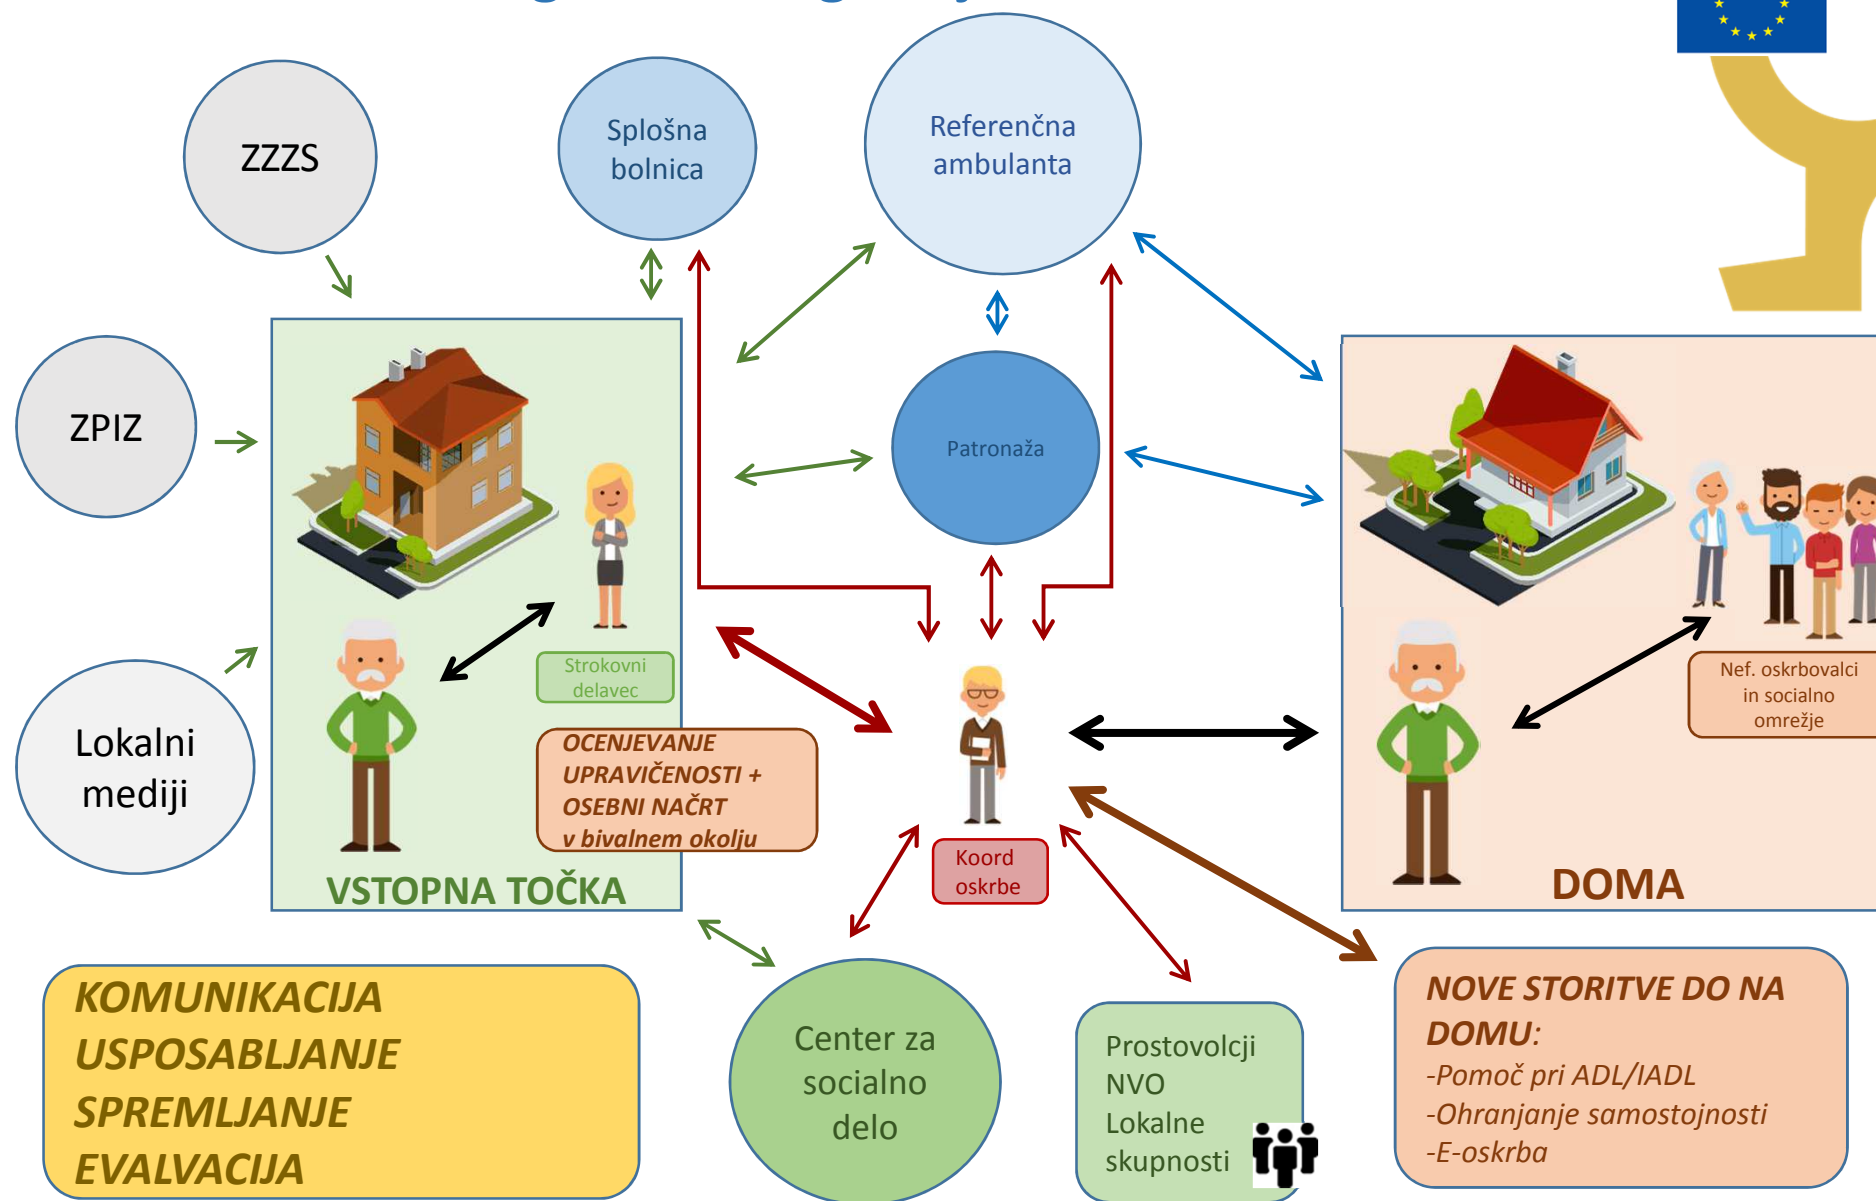 ZZZS
Splošna
bolnica
Referenčna
ambulanta
ZPIZ
Patronaža
Lokalni
mediji
Strokovni
delavec
OCENJEVANJE
UPRAVIČENOSTI +
OSEBNI NAČRT
v bivalnem okolju
VSTOPNA TOČKA
Koord
oskrbe
Nef. oskrbovalci
in socialno
omrežje
DOMA
KOMUNIKACIJA
USPOSABLJANJE
SPREMLJANJE
EVALVACIJA
Center za
socialno
delo
Prostovolcji
NVO
Lokalne
skupnosti
NOVE STORITVE DO NA
DOMU:
-Pomoč pri ADL/IADL
-Ohranjanje samostojnosti
-E-oskrba